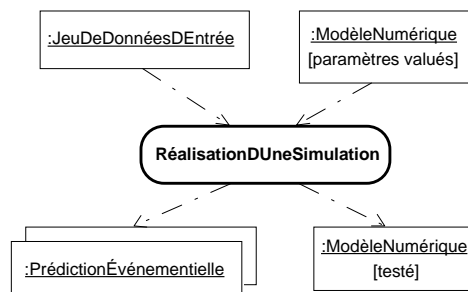 :JeuDeDonnéesDEntrée
:ModèleNumérique
[paramètres valués]
RéalisationDUneSimulation
:PrédictionÉvénementielle
:ModèleNumérique
[testé]